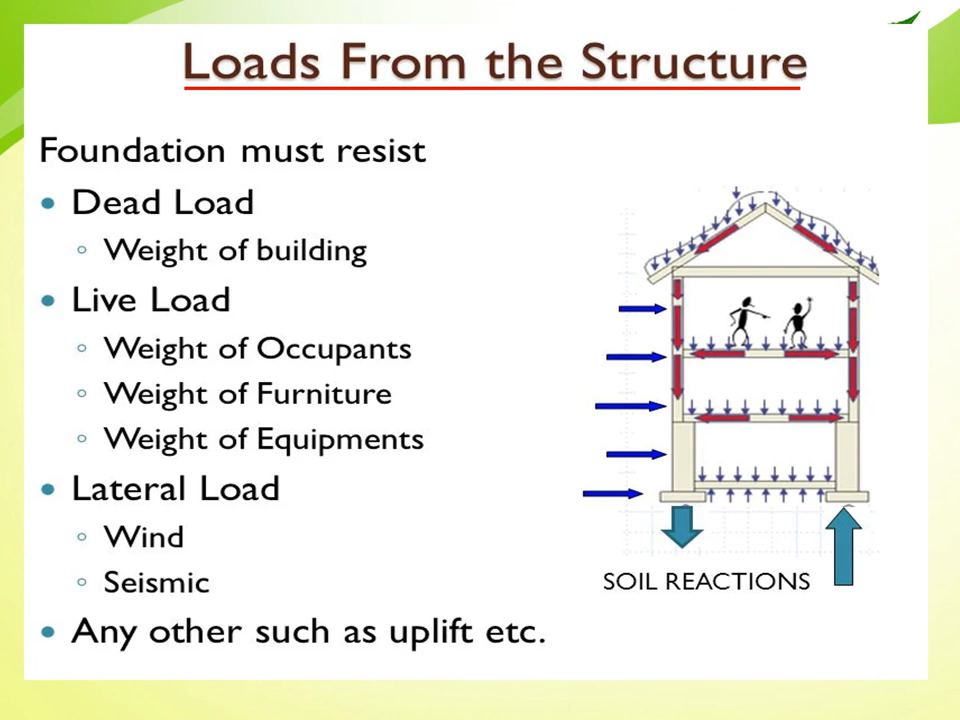 Loads From the Structure
Foundation must resist
• Dead Load
◦ Weight of building
• Live Load
◦ Weight of Occupants
◦ Weight of Furniture
◦ Weight of Equipments
• Lateral Load
◦ Wind
◦ Seismic
• Any other such as uplift etc.
SOIL REACTIONS